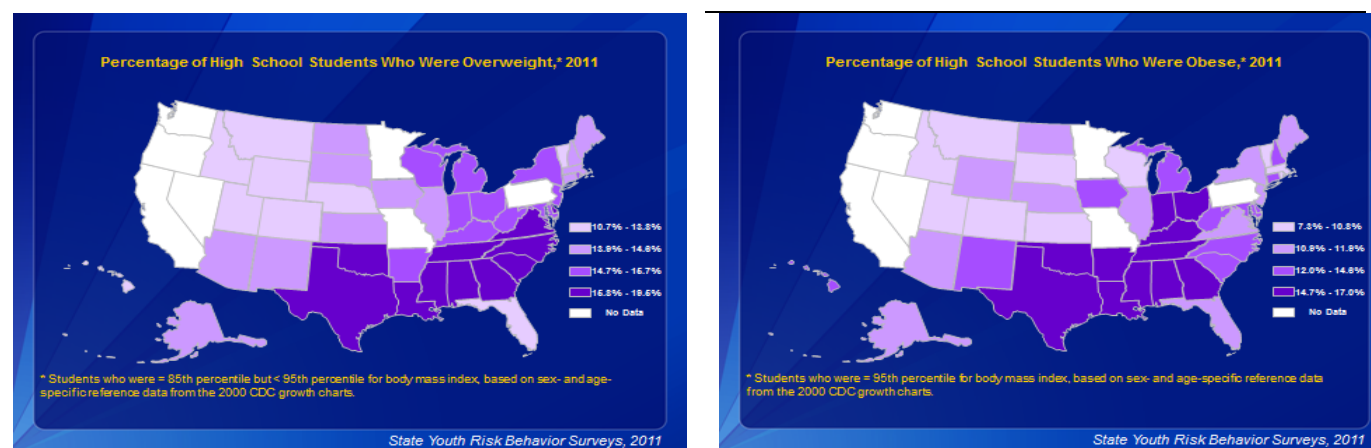 Percentage of High School Students Who Were Overweight,* 2011
10.7% - 13.8%
13.9% - 14.6%
14.7% - 15.7%
15.8% - 19.5%
No Data
* Students who were = 85th percentile but < 95th percentile for body mass index, based on sex- and age-
specific reference data from the 2000 CDC growth charts.
State Youth Risk Behavior Surveys, 2011
Percentage of High School Students Who Were Obese,* 2011
7.3% - 10.8%
10.9% - 11.9%
12.0% - 14.6%
14.7% - 17.0%
No Data
* Students who were = 95th percentile for body mass index, based on sex- and age-specific reference data
from the 2000 CDC growth charts.
State Youth Risk Behavior Surveys, 2011